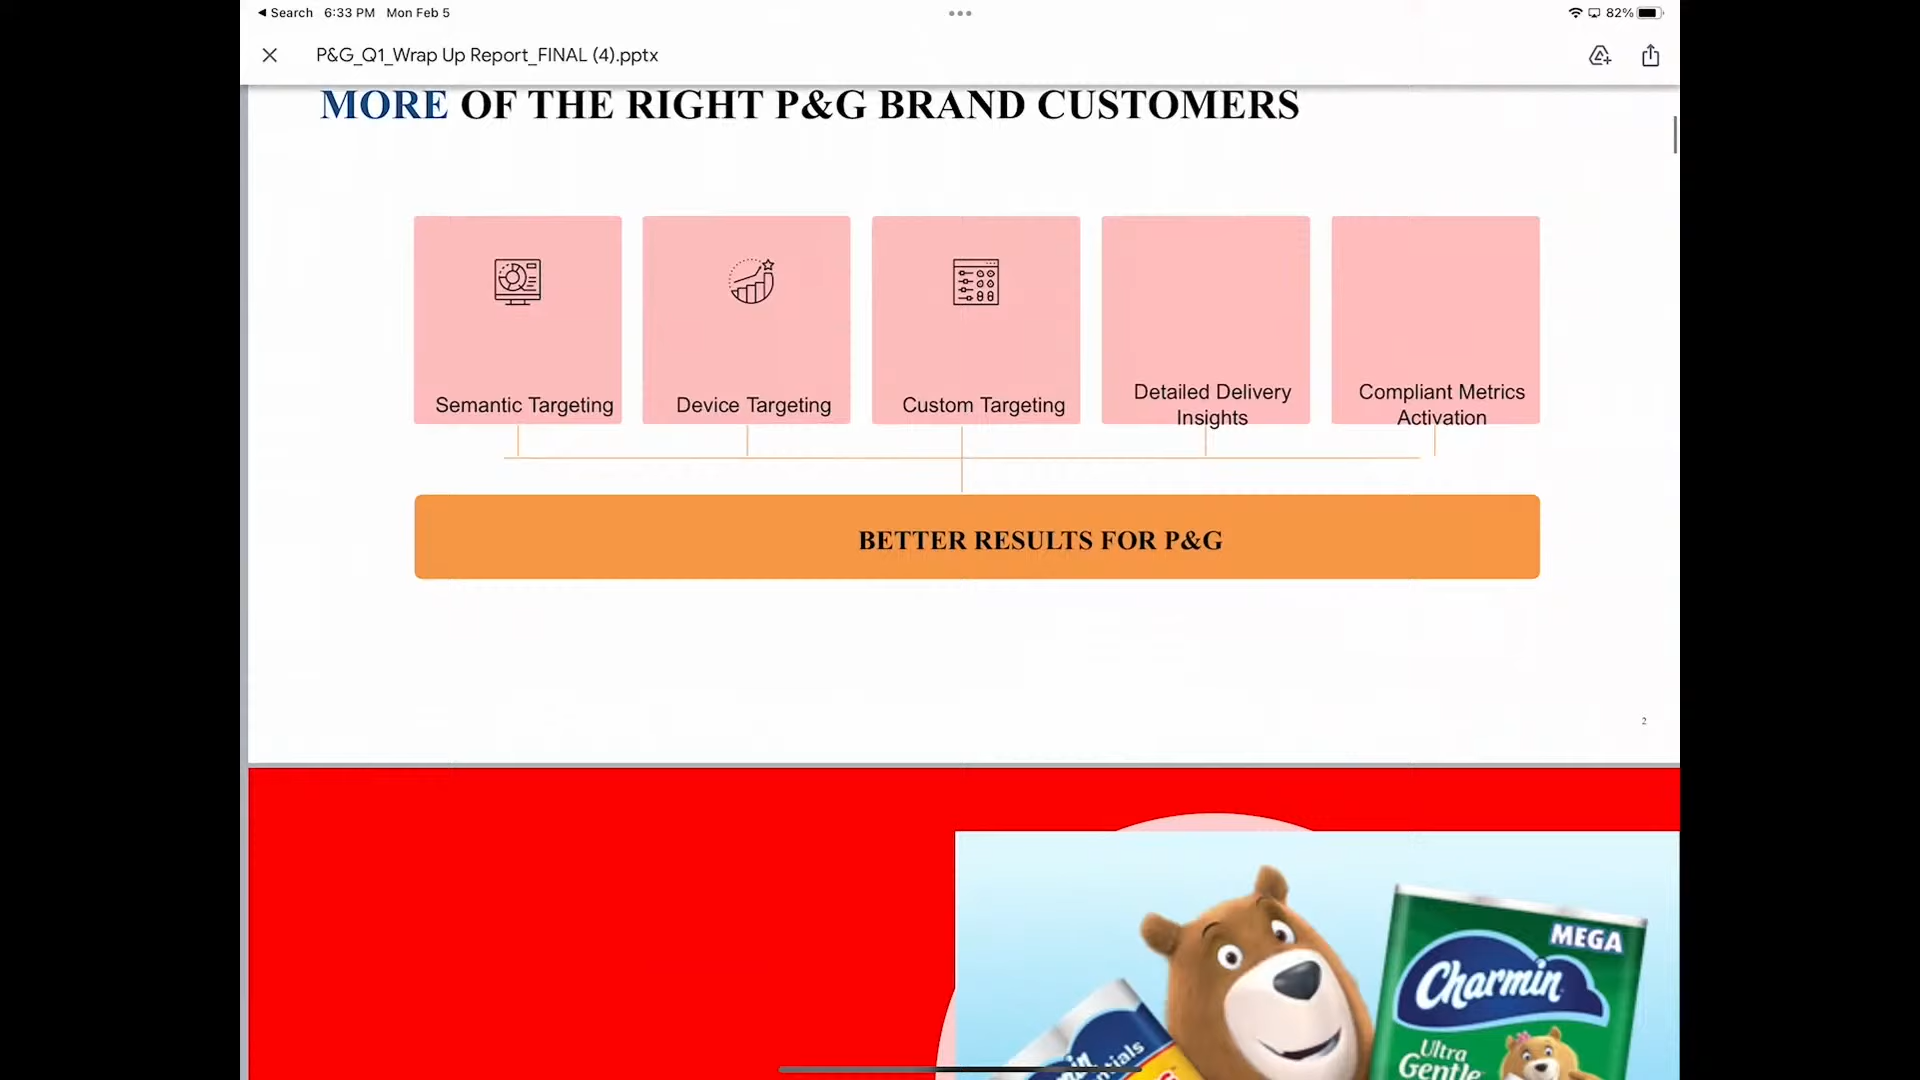 Search 6:33 PM Mon Feb 5
82%
P&G_Q1_Wrap Up Report_FINAL (4).pptx
MORE OF THE RIGHT P&G BRAND CUSTOMERS
Semantic Targeting
Device Targeting
Custom Targeting
Detailed Delivery
Insights
Compliant Metrics
Activation
BETTER RESULTS FOR P&G
2
MEGA
Charmin
Ultra
Gentle